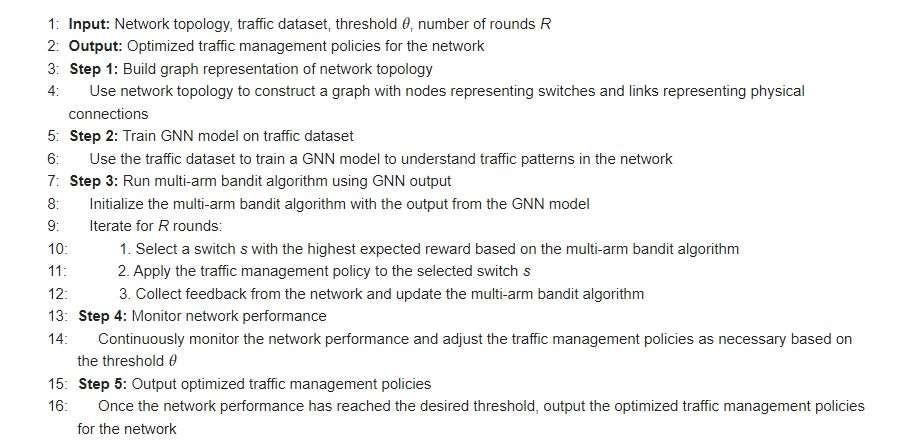 1: Input: Network topology, traffic dataset, threshold θ, number of rounds R
2: Output: Optimized traffic management policies for the network
3: Step 1: Build graph representation of network topology
4: Use network topology to construct a graph with nodes representing switches and links representing physical
connections
5: Step 2: Train GNN model on traffic dataset
6: Use the traffic dataset to train a GNN model to understand traffic patterns in the network
7: Step 3: Run multi-arm bandit algorithm using GNN output
8: Initialize the multi-arm bandit algorithm with the output from the GNN model
9: Iterate for R rounds:
10: 1. Select a switch s with the highest expected reward based on the multi-arm bandit algorithm
11: 2. Apply the traffic management policy to the selected switch s
12: 3. Collect feedback from the network and update the multi-arm bandit algorithm
13: Step 4: Monitor network performance
14: Continuously monitor the network performance and adjust the traffic management policies as necessary based on
the threshold θ
15: Step 5: Output optimized traffic management policies
16: Once the network performance has reached the desired threshold, output the optimized traffic management policies
for the network